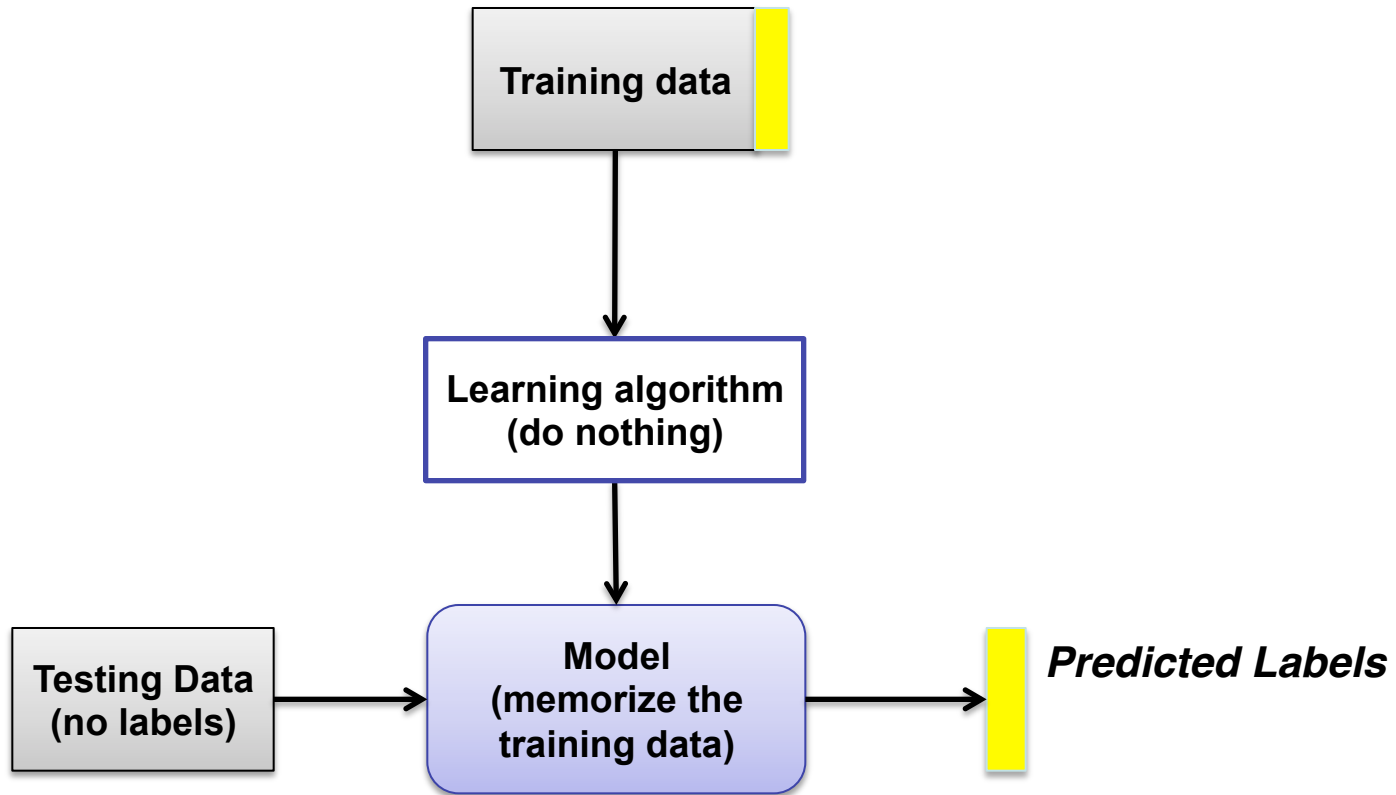 Training data
Learning algorithm
(do nothing)
Model
(memorize the
training data)
Testing Data
(no labels)
Predicted Labels